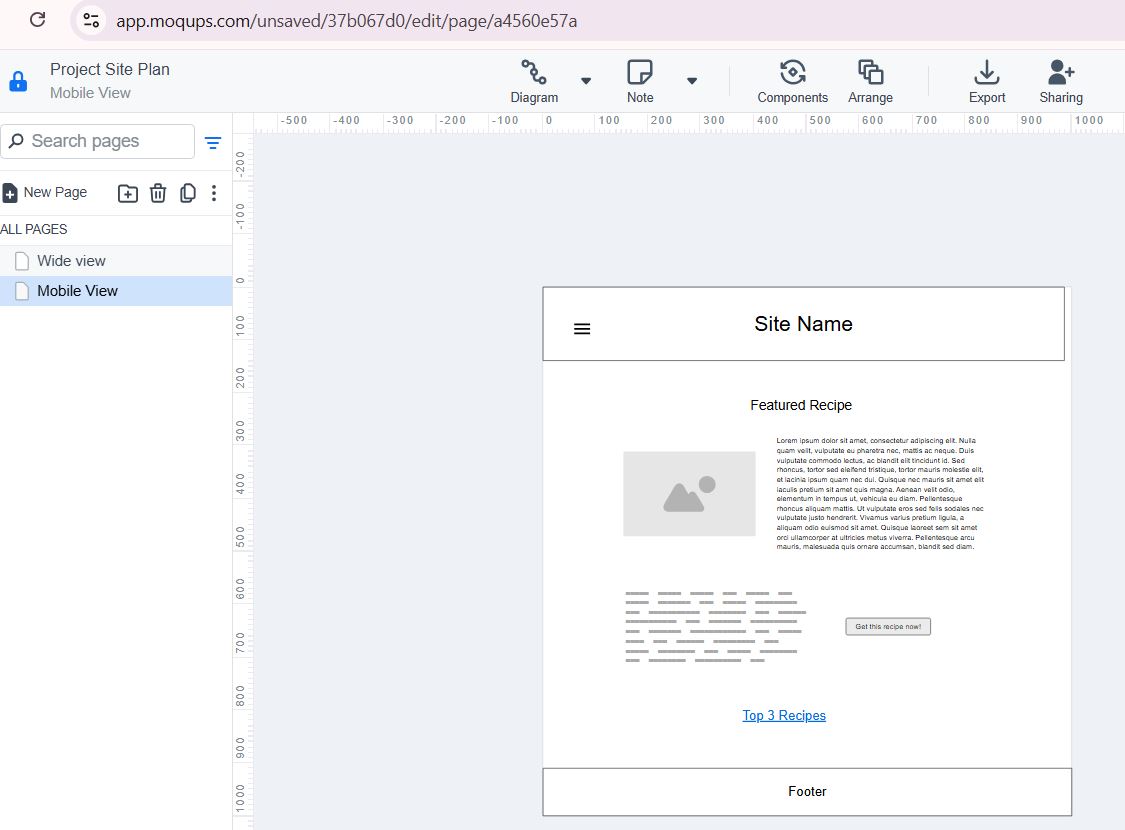 app.moqups.com/unsaved/37b067d0/edit/page/a4560e57a
Project Site Plan
Mobile View
Diagram
Note
Components
Arrange
Export
Sharing
Search pages
New Page
ALL PAGES
Wide view
Mobile View
-500 -400 -300 -200 -100 0 100 200 300 400 500 600 700 800 900 1000
-200
-100
0
100
200
300
400
500
600
700
800
900
1000
Site Name
Featured Recipe
Lorem ipsum dolor sit amet, consectetur adipiscing elit. Nulla
quam velit, vulputate eu pharetra nec, mattis ac neque. Duis
vulputate commodo lectus, ac blandit elit tincidunt id. Sed
rhoncus, tortor sed eleifend tristique, tortor mauris molestie elit,
et lacinia ipsum quam nec dui. Quisque nec mauris sit amet elit
iaculis pretium sit amet quis magna. Aenean velit odio,
elementum in tempus ut, vehicula eu diam. Pellentesque
rhoncus aliquam mattis. Ut vulputate eros sed felis sodales nec
vulputate justo hendrerit. Vivamus varius pretium ligula, a
aliquam odio euismod sit amet. Quisque laoreet sem sit amet
orci ullamcorper at ultricies metus viverra. Pellentesque arcu
mauris, malesuada quis ornare accumsan, blandit sed diam.
Get this recipe now!
Top 3 Recipes
Footer